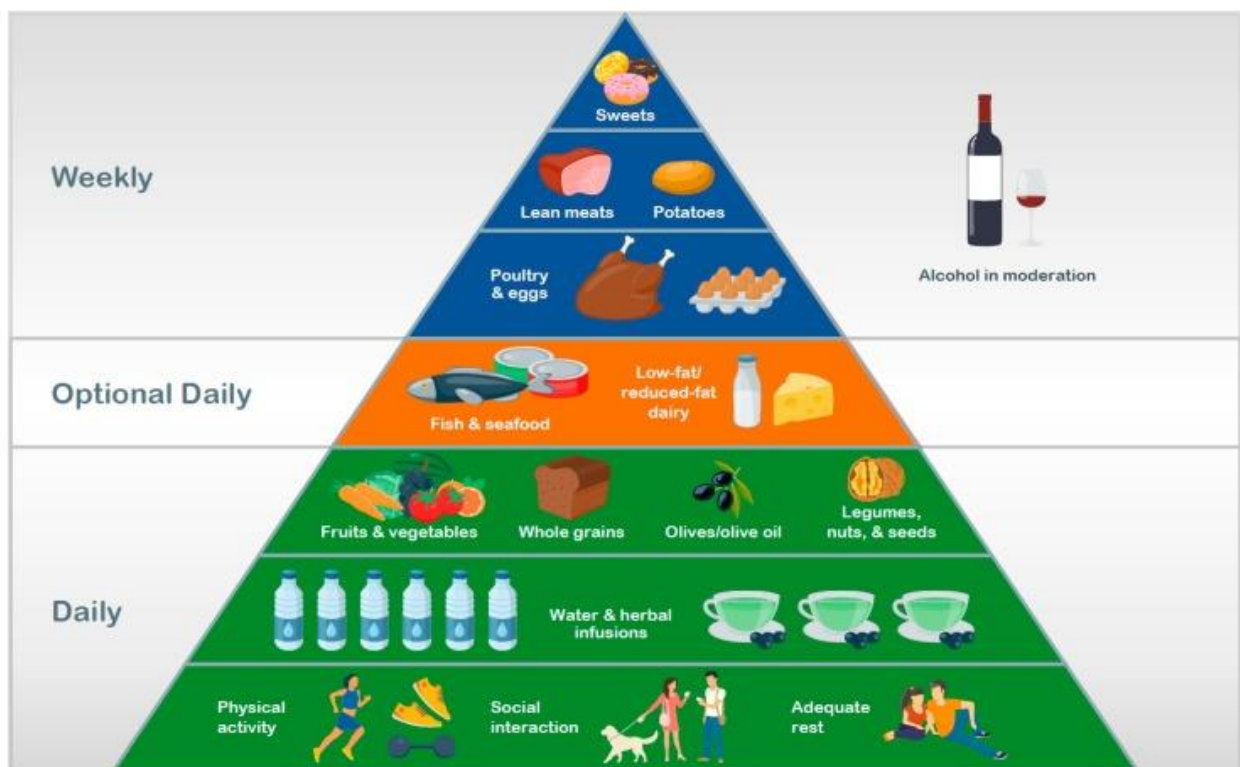 Sweets
Weekly
Lean meats
Potatoes
Poultry
& eggs
Alcohol in moderation
Optional Daily
Fish & seafood
Low-fat/
reduced-fat
dairy
Fruits & vegetables
Whole grains
Olives/olive oil
Legumes,
nuts, & seeds
Daily
Water & herbal
infusions
Physical
activity
Social
interaction
Adequate
rest